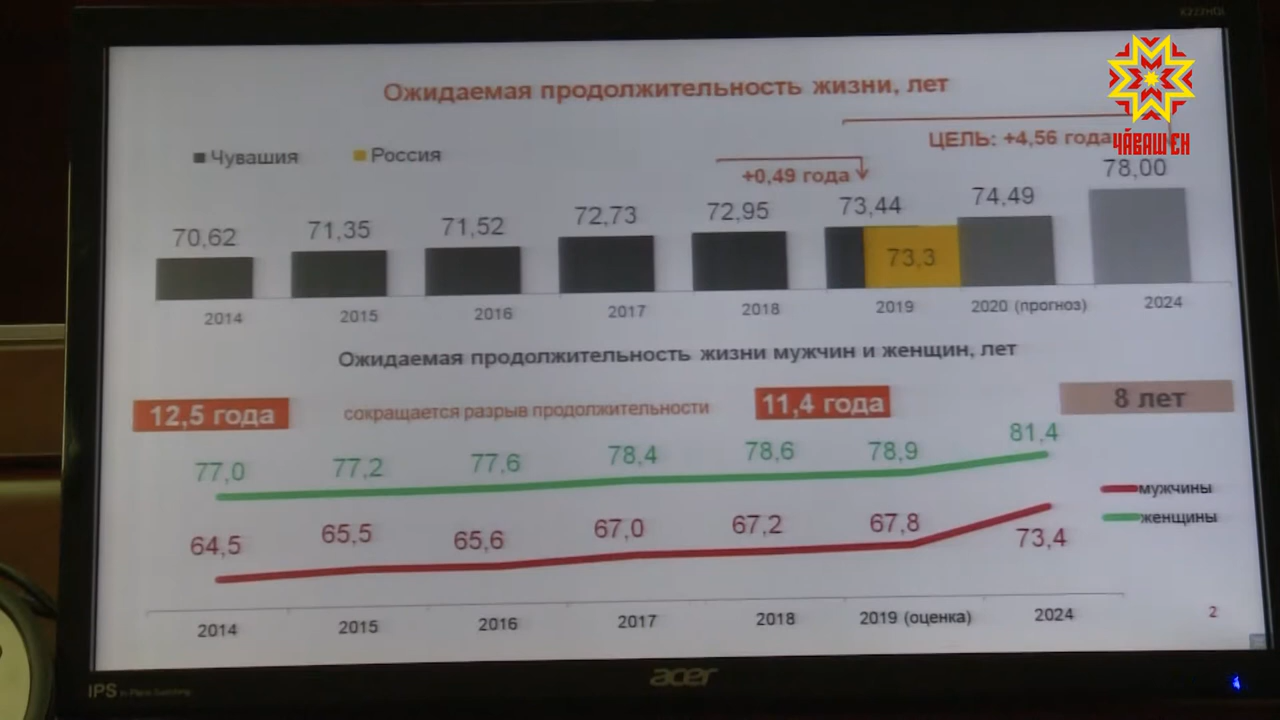 K222HQL
Ожидаемая продолжительность жизни, лет
ЦЕЛЬ: +4,56 года
ЧӐВАШ ЕН
Чувашия
Россия
+0,49 года
70,62
71,35
71,52
72,73
72,95
73,44
74,49
78,00
73,3
2014
2015
2016
2017
2018
2019
2020 (прогноз)
2024
Ожидаемая продолжительность жизни мужчин и женщин, лет
12,5 года
сокращается разрыв продолжительности
11,4 года
8 лет
77,0
77,2
77,6
78,4
78,6
78,9
81,4
мужчины
женщины
64,5
65,5
65,6
67,0
67,2
67,8
73,4
2014
2015
2016
2017
2018
2019 (оценка)
2024
2
acer
IPS In-Plane Switching